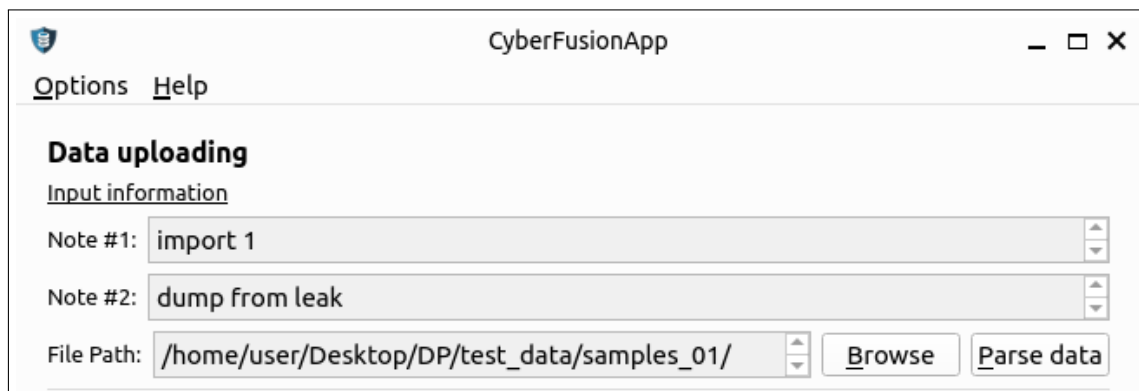 CyberFusionApp
Options Help
Data uploading
Input information
Note #1: import 1
Note #2: dump from leak
File Path: /home/user/Desktop/DP/test_data/samples_01/ Browse Parse data